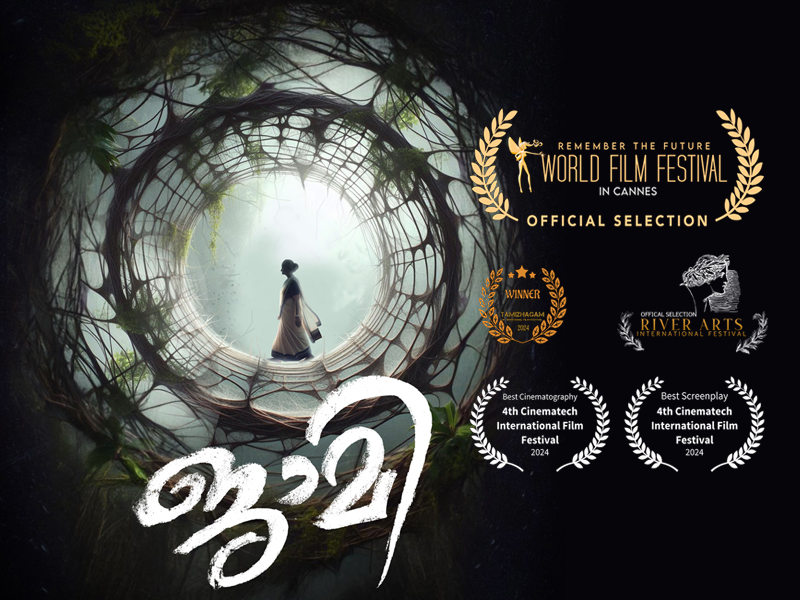 REMEMBER THE FUTURE
WORLD FILM FESTIVAL
IN CANNES
OFFICIAL SELECTION
WINNER
TAMIZHAGAM
2024
OFFICAL SELECTION
RIVER ARTS
INTERNATIONAL FESTIVAL
Best Cinematography
4th Cinematech
International Film
Festival
2024
Best Screenplay
4th Cinematech
International Film
Festival
2024
ജാമി